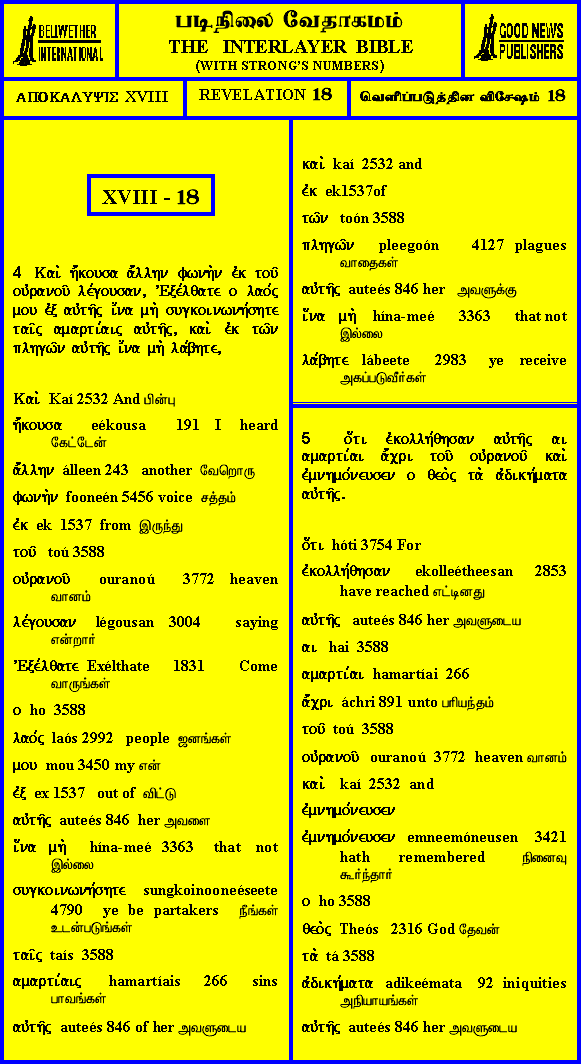 BELLWETHER
INTERNATIONAL
படிநிலை வேதாகமம்
THE INTERLAYER BIBLE
(WITH STRONG'S NUMBERS)
GOOD NEWS
PUBLISHERS
ΑΠΟΚΑΛΥΨΙΣ XVIII
REVELATION 18
வெளிப்படுத்தின விசேஷம் 18
XVIII - 18
4 Καὶ ἤκουσα ἄλλην φωνὴν ἐκ τοῦ
οὐρανοῦ λέγουσαν, Ἐξέλθατε ο λαός
μου ἐξ αὐτῆς ἵνα μὴ συγκοινωνήσητε
ταῖς αμαρτίαις αὐτῆς, καὶ ἐκ τῶν
πληγῶν αὐτῆς ἵνα μὴ λάβητε,
Καὶ Kaí 2532 And பின்பு
ἤκουσα eékousa 191 I heard
கேட்டேன்
ἄλλην álleen 243 another வேறொரு
φωνὴν fooneén 5456 voice சத்தம்
ἐκ ek 1537 from இருந்து
τοῦ toú 3588
οὐρανοῦ ouranoú 3772 heaven
வானம்
λέγουσαν légousan 3004 saying
என்றார்
Ἐξέλθατε Exélthate 1831 Come
வாருங்கள்
ο ho 3588
λαός laós 2992 people ஜனங்கள்
μου mou 3450 my என்
ἐξ ex 1537 out of விட்டு
αὐτῆς auteés 846 her அவளை
ἵνα μὴ hína-meé 3363 that not
இல்லை
συγκοινωνήσητε sungkoinooneéseete
4790 ye be partakers நீங்கள்
உடன்படுங்கள்
ταῖς taís 3588
αμαρτίαις hamartíais 266 sins
பாவங்கள்
αὐτῆς auteés 846 of her அவளுடைய
καὶ kaí 2532 and
ἐκ ek1537of
τῶν toón 3588
πληγῶν pleegoón 4127 plagues
வாதைகள்
αὐτῆς auteés 846 her அவளுக்கு
ἵνα μὴ hína-meé 3363 that not
இல்லை
λάβητε lábeete 2983 ye receive
அகப்படுவீர்கள்
5 ὅτι ἐκολλήθησαν αὐτῆς αι
αμαρτίαι ἄχρι τοῦ οὐρανοῦ καὶ
ἐμνημόνευσεν ο θεὸς τὰ ἀδικήματα
αὐτῆς.
ὅτι hóti 3754 For
ἐκολλήθησαν ekolleétheesan 2853
have reached எட்டினது
αὐτῆς auteés 846 her அவளுடைய
αι hai 3588
αμαρτίαι hamartíai 266
ἄχρι áchri 891 unto பரியந்தம்
τοῦ toú 3588
οὐρανοῦ ouranoú 3772 heaven வானம்
καὶ kaí 2532 and
ἐμνημόνευσεν
ἐμνημόνευσεν emneemóneusen 3421
hath remembered நினைவு
கூர்ந்தார்
ο ho 3588
θεὸς Theós 2316 God தேவன்
τὰ tá 3588
ἀδικήματα adikeémata 92 iniquities
அநியாயங்கள்
αὐτῆς auteés 846 her அவளுடைய